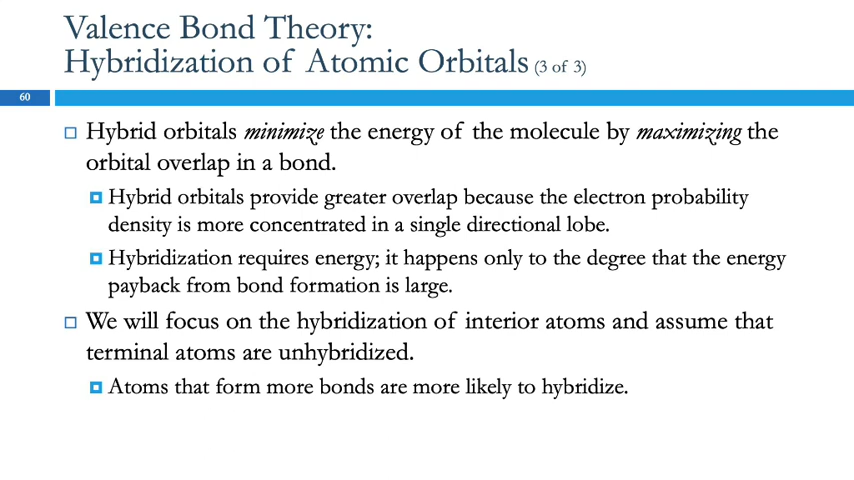 Valence Bond Theory:
Hybridization of Atomic Orbitals (3 of 3)
60
Hybrid orbitals minimize the energy of the molecule by maximizing the
orbital overlap in a bond.
Hybrid orbitals provide greater overlap because the electron probability
density is more concentrated in a single directional lobe.
Hybridization requires energy; it happens only to the degree that the energy
payback from bond formation is large.
We will focus on the hybridization of interior atoms and assume that
terminal atoms are unhybridized.
Atoms that form more bonds are more likely to hybridize.